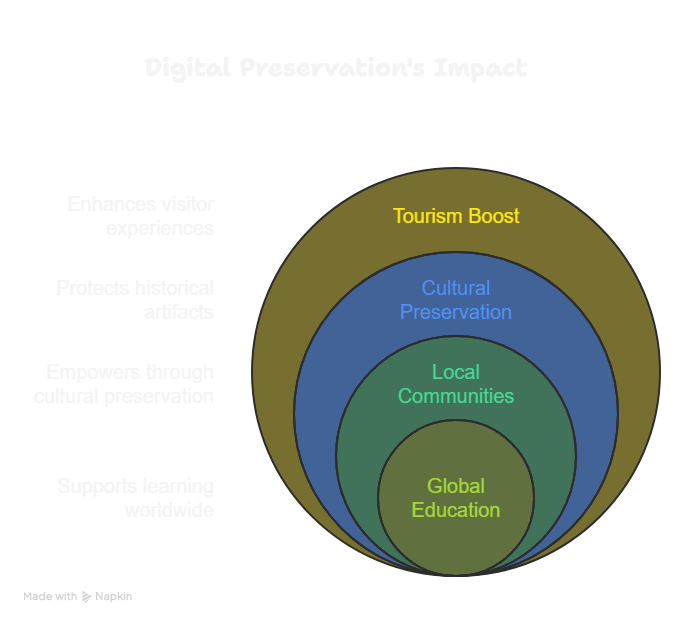 Digital Preservation's Impact
Enhances visitor
experiences
Tourism Boost
Protects historical
artifacts
Cultural
Preservation
Empowers through
cultural preservation
Local
Communities
Supports learning
worldwide
Global
Education
Made with Napkin